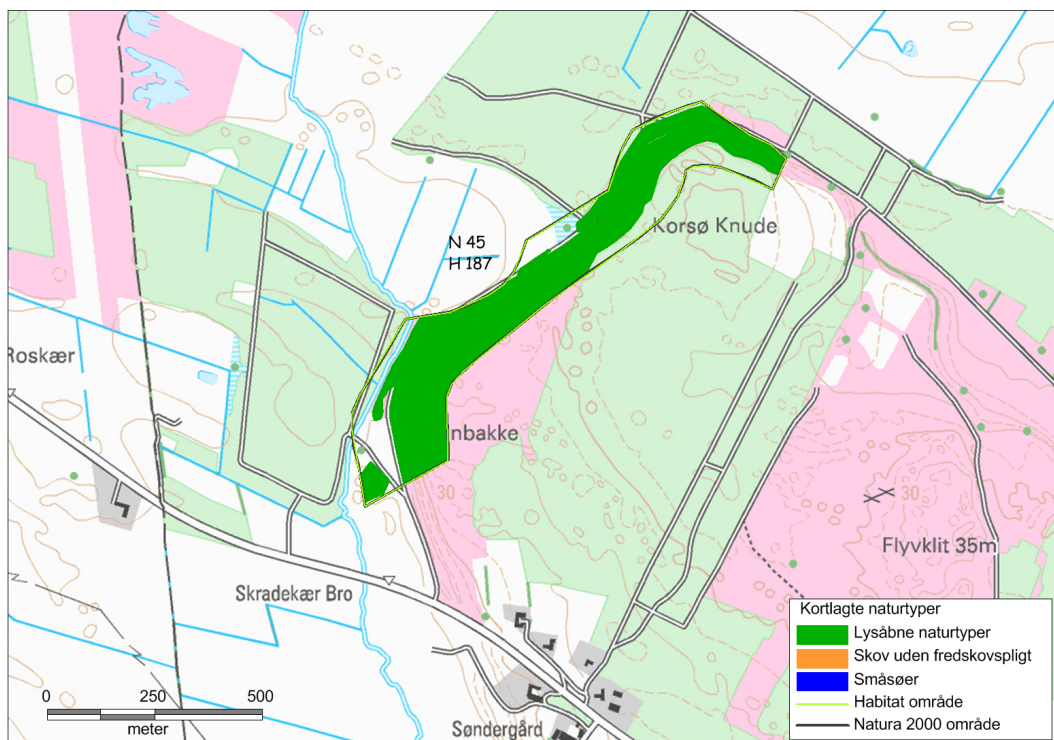 Korsø Knude
N 45
H 187
Roskær
nbakke
30
30
Flyvklit 35m
Skradekær Bro
Søndergård
0 250 500
meter
Kortlagte naturtyper
Lysåbne naturtyper
Skov uden fredskovspligt
Småsøer
Habitat område
Natura 2000 område